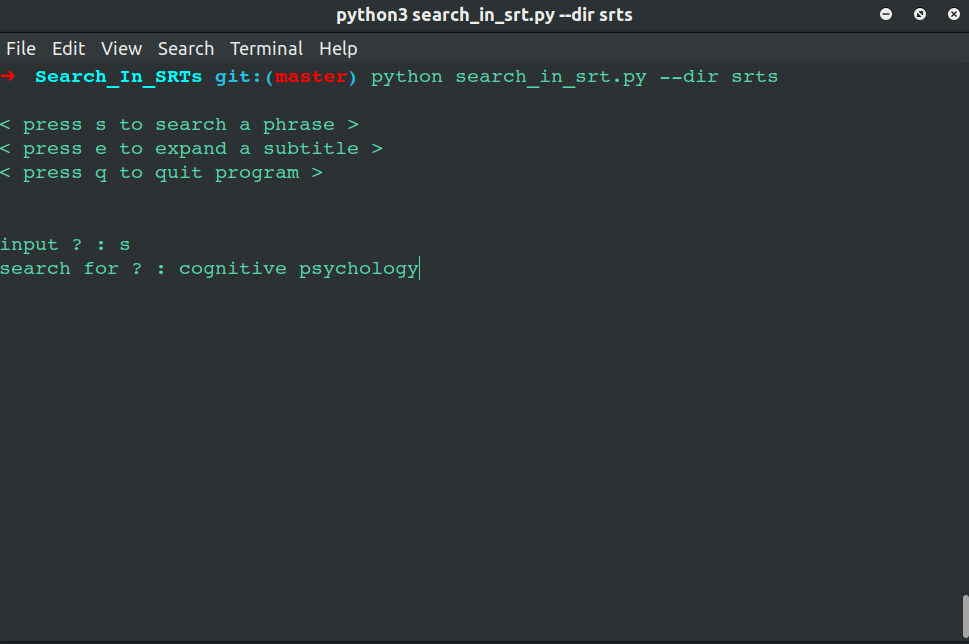 python3 search_in_srt.py --dir srts
File Edit View Search Terminal Help
➜ Search_In_SRTs git:(master) python search_in_srt.py --dir srts
< press s to search a phrase >
< press e to expand a subtitle >
< press q to quit program >
input ? : s
search for ? : cognitive psychology